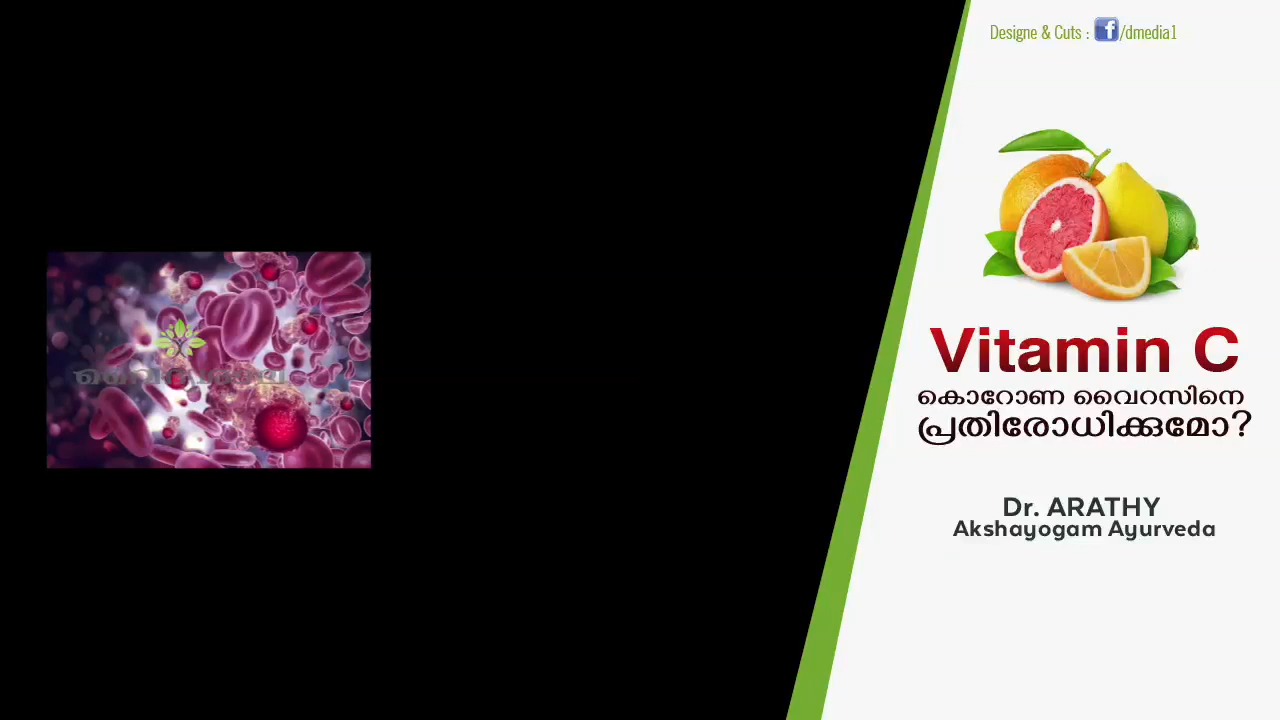 Designe & Cuts : f/dmedia1
Vitamin C
കൊറോണ വൈറസിനെ
പ്രതിരോധിക്കുമോ?
Dr. ARATHY
Akshayogam Ayurveda